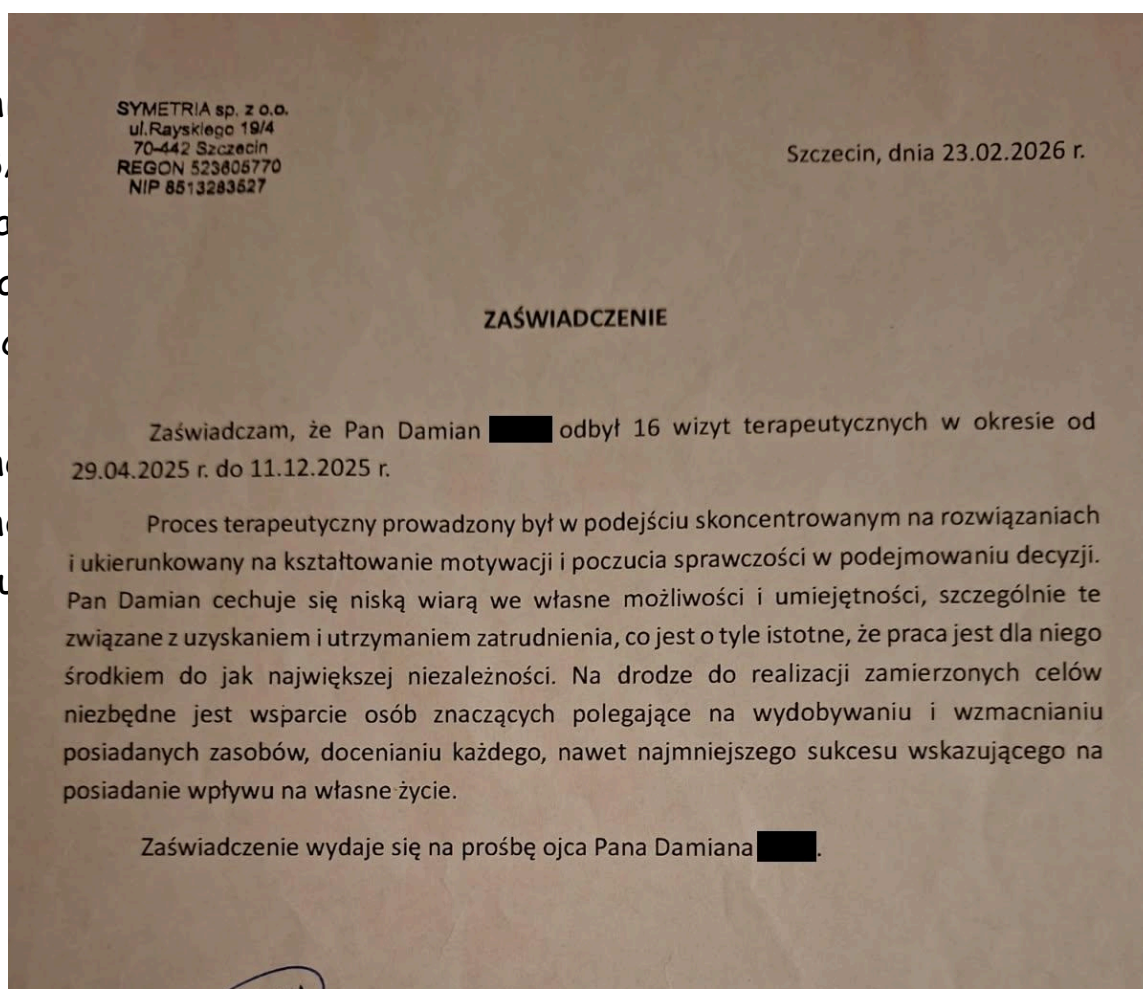 SYMETRIA sp. z o.o.
ul.Rayskiego 19/4
70-442 Szczecin
REGON 523605770
NIP 8513283527
Szczecin, dnia 23.02.2026 r.
ZAŚWIADCZENIE
Zaświadczam, że Pan Damian odbył 16 wizyt terapeutycznych w okresie od
29.04.2025 r. do 11.12.2025 r.
Proces terapeutyczny prowadzony był w podejściu skoncentrowanym na rozwiązaniach
i ukierunkowany na kształtowanie motywacji i poczucia sprawczości w podejmowaniu decyzji.
Pan Damian cechuje się niską wiarą we własne możliwości i umiejętności, szczególnie te
związane z uzyskaniem i utrzymaniem zatrudnienia, co jest o tyle istotne, że praca jest dla niego
środkiem do jak największej niezależności. Na drodze do realizacji zamierzonych celów
niezbędne jest wsparcie osób znaczących polegające na wydobywaniu i wzmacnianiu
posiadanych zasobów, docenianiu każdego, nawet najmniejszego sukcesu wskazującego na
posiadanie wpływu na własne życie.
Zaświadczenie wydaje się na prośbę ojca Pana Damiana .